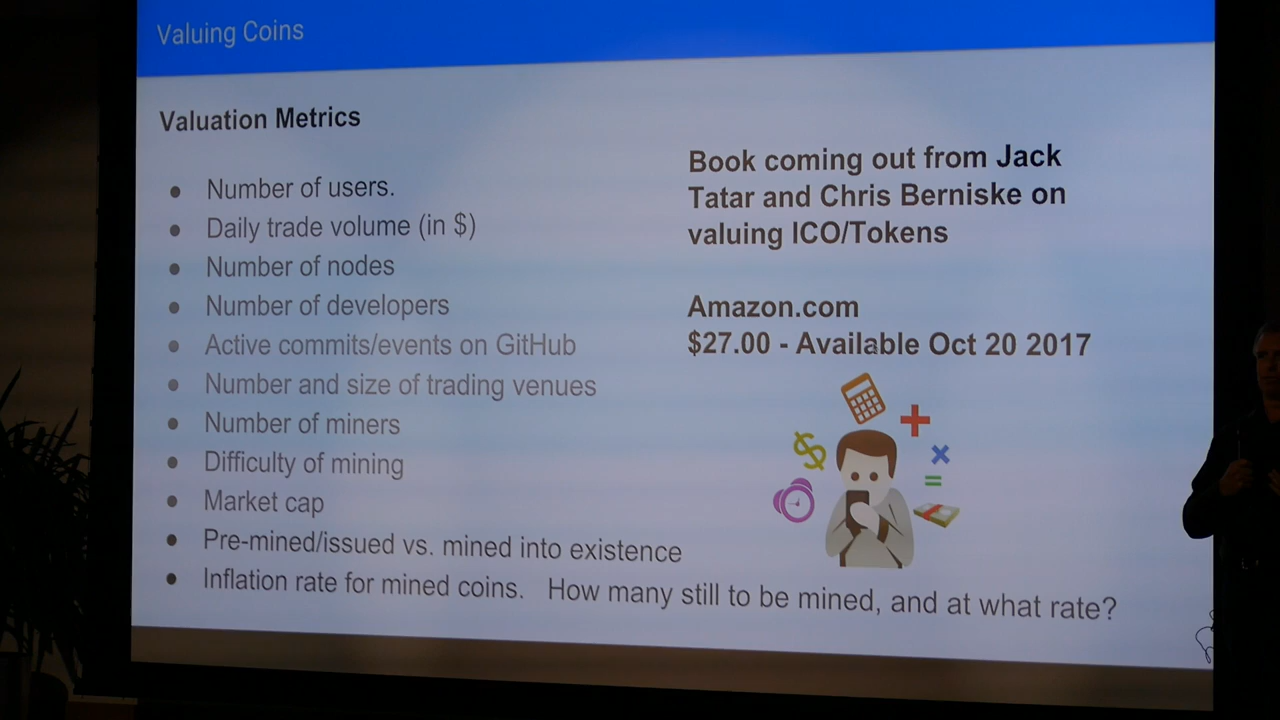 Valuing Coins
Valuation Metrics
● Number of users.
● Daily trade volume (in $)
● Number of nodes
● Number of developers
● Active commits/events on GitHub
● Number and size of trading venues
● Number of miners
● Difficulty of mining
● Market cap
● Pre-mined/issued vs. mined into existence
● Inflation rate for mined coins. How many still to be mined, and at what rate?
Book coming out from Jack
Tatar and Chris Berniske on
valuing ICO/Tokens
Amazon.com
$27.00 - Available Oct 20 2017